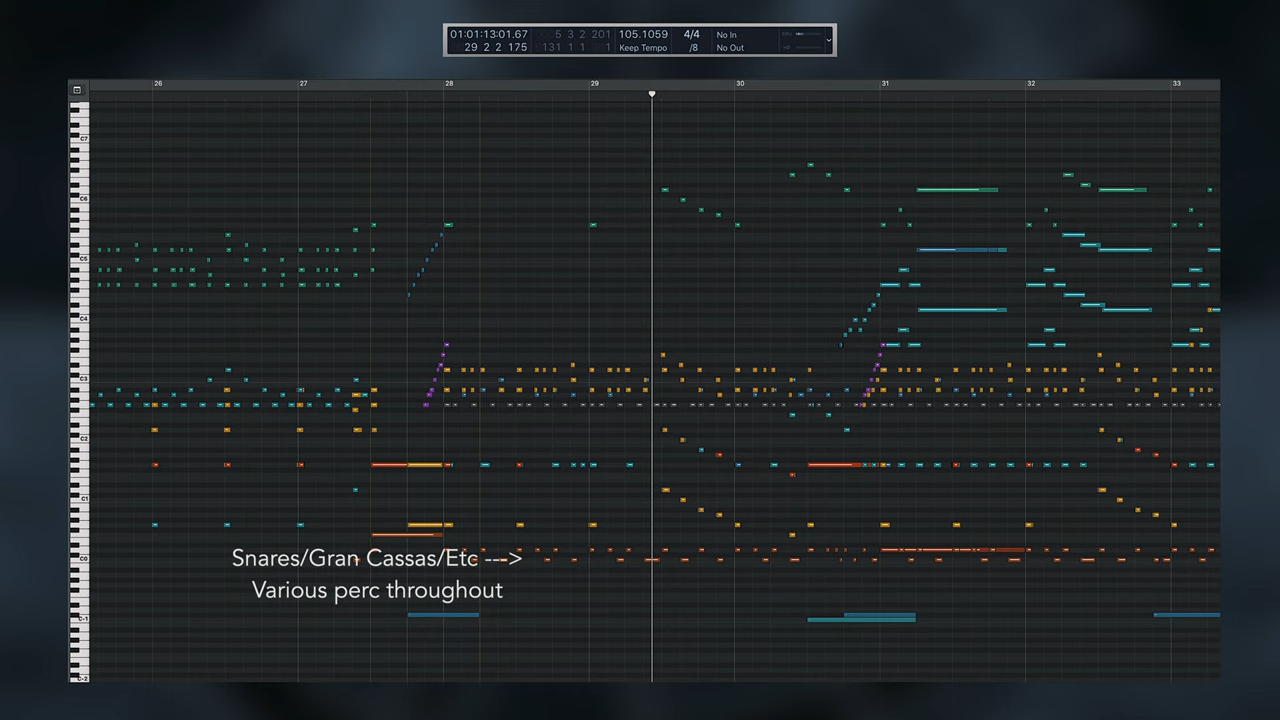 01:01:13:01.67
5 3 2 201
105.1059
4/4
No In
29 2 2 175
131 1 1
Keep Tempo
/8
No Out
26 27 28 29 30 31 32 33
C7
C6
C5
C4
C3
C2
C1
C0
C-1
C-2
Snares/Gran Cassas/Etc --->
Various perc throughout